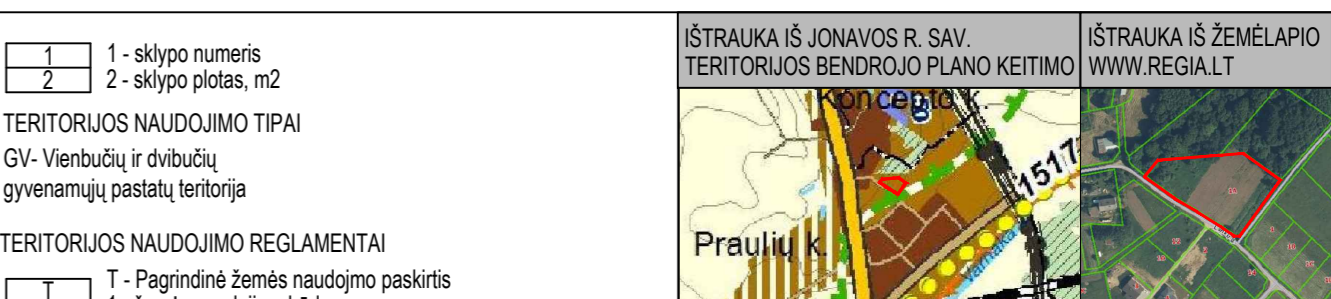 1
2
1 - sklypo numeris
2 - sklypo plotas, m2
TERITORIJOS NAUDOJIMO TIPAI
GV- Vienbučių ir dvibučių
gyvenamųjų pastatų teritorija
TERITORIJOS NAUDOJIMO REGLAMENTAI
T
T - Pagrindinė žemės naudojmo paskirtis
IŠTRAUKA IŠ JONAVOS R. SAV.
TERITORIJOS BENDROJO PLANO KEITIMO
Koncepto k.
1517
Praulių k.
IŠTRAUKA IŠ ŽEMĖLAPIO
WWW.REGIA.LT